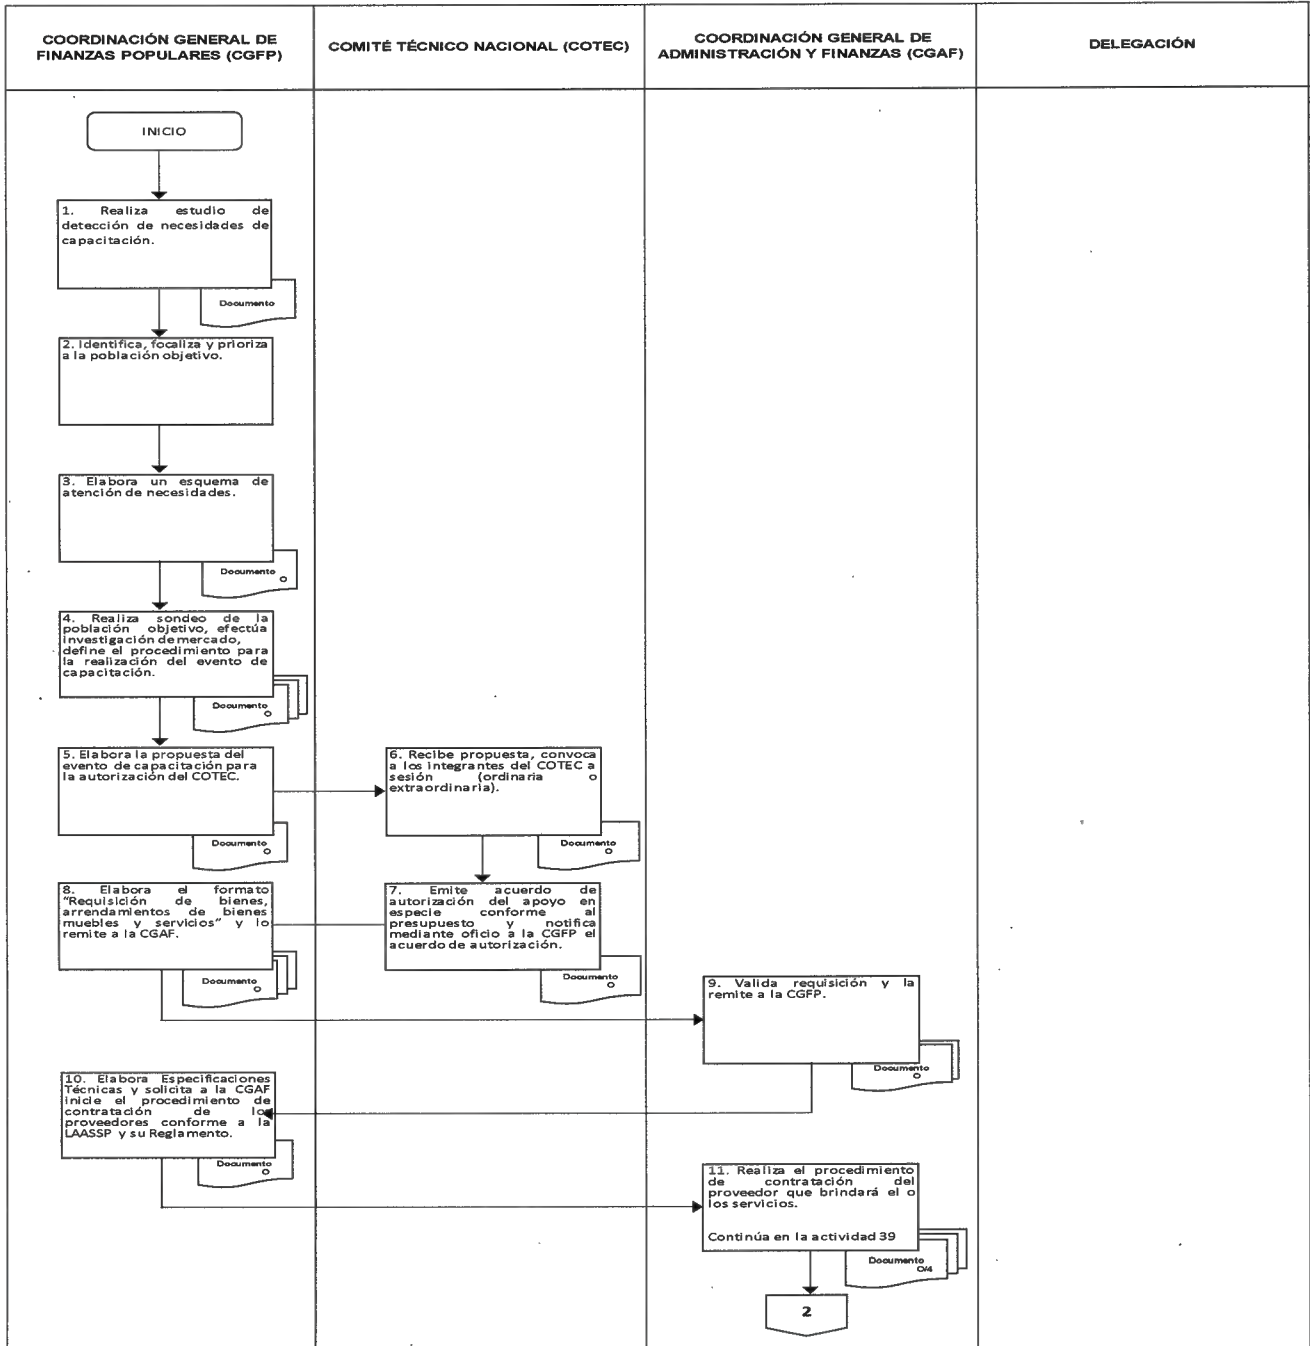 COORDINACIÓN GENERAL DE
FINANZAS POPULARES (CGFP)
COMITÉ TÉCNICO NACIONAL (COTEC)
COORDINACIÓN GENERAL DE
ADMINISTRACIÓN Y FINANZAS (CGAF)
DELEGACIÓN
INICIO
1. Realiza estudio de
detección de necesidades de
capacitación.
Documento
2. Identifica, focaliza y prioriza
a la población objetivo.
3. Elabora un esquema de
atención de necesidades.
Documento
O
4. Realiza sondeo de la
población objetivo, efectúa
investigación de mercado,
define el procedimiento para
la realización del evento de
capacitación.
Documento
O
5. Elabora la propuesta del
evento de capacitación para
la autorización del COTEC.
Documento
O
6. Recibe propuesta, convoca
a los integrantes del COTEC a
sesión (ordinaria o
extraordinaria).
Documento
O
8. Elabora el formato
“Requisición de bienes,
arrendamientos de bienes
muebles y servicios” y lo
remite a la CGAF.
Documento
O
7. Emite acuerdo de
autorización del apoyo en
especie conforme al
presupuesto y notifica
mediante oficio a la CGFP el
acuerdo de autorización.
Documento
O
9. Valida requisición y la
remite a la CGFP.
Documento
O
10. Elabora Especificaciones
Técnicas y solicita a la CGAF
inicie el procedimiento de
contratación de los
proveedores conforme a la
LAASSP y su Reglamento.
Documento
O
11. Realiza el procedimiento
de contratación del
proveedor que brindará el o
los servicios.
Continúa en la actividad 39
Documento
O/4
2